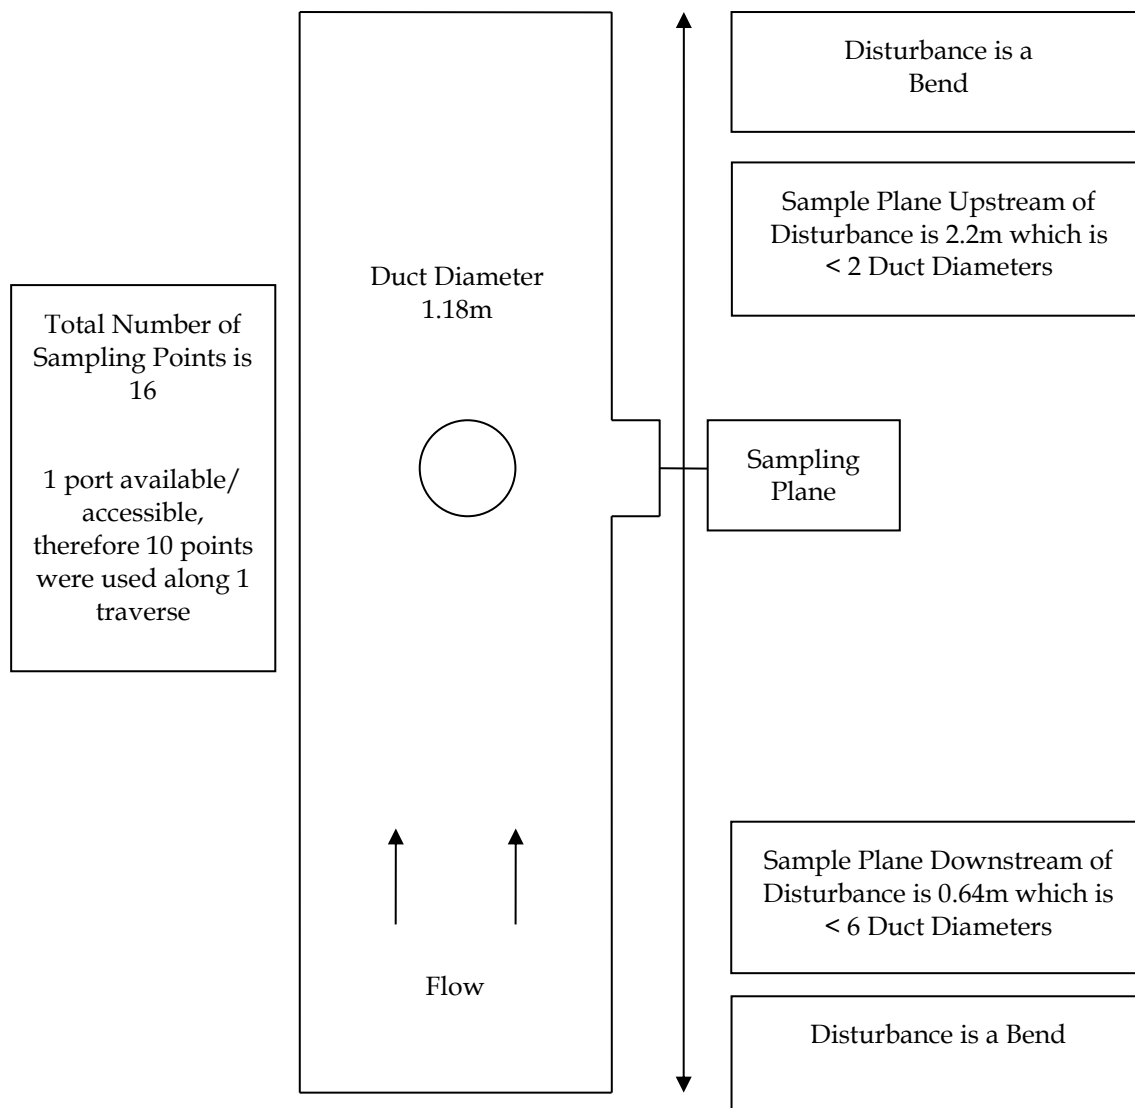 Disturbance is a
Bend
Sample Plane Upstream of
Disturbance is 2.2m which is
< 2 Duct Diameters
Duct Diameter
1.18m
Total Number of
Sampling Points is
16
1 port available/
accessible,
therefore 10 points
were used along 1
traverse
Sampling
Plane
Sample Plane Downstream of
Disturbance is 0.64m which is
< 6 Duct Diameters
Flow
Disturbance is a Bend